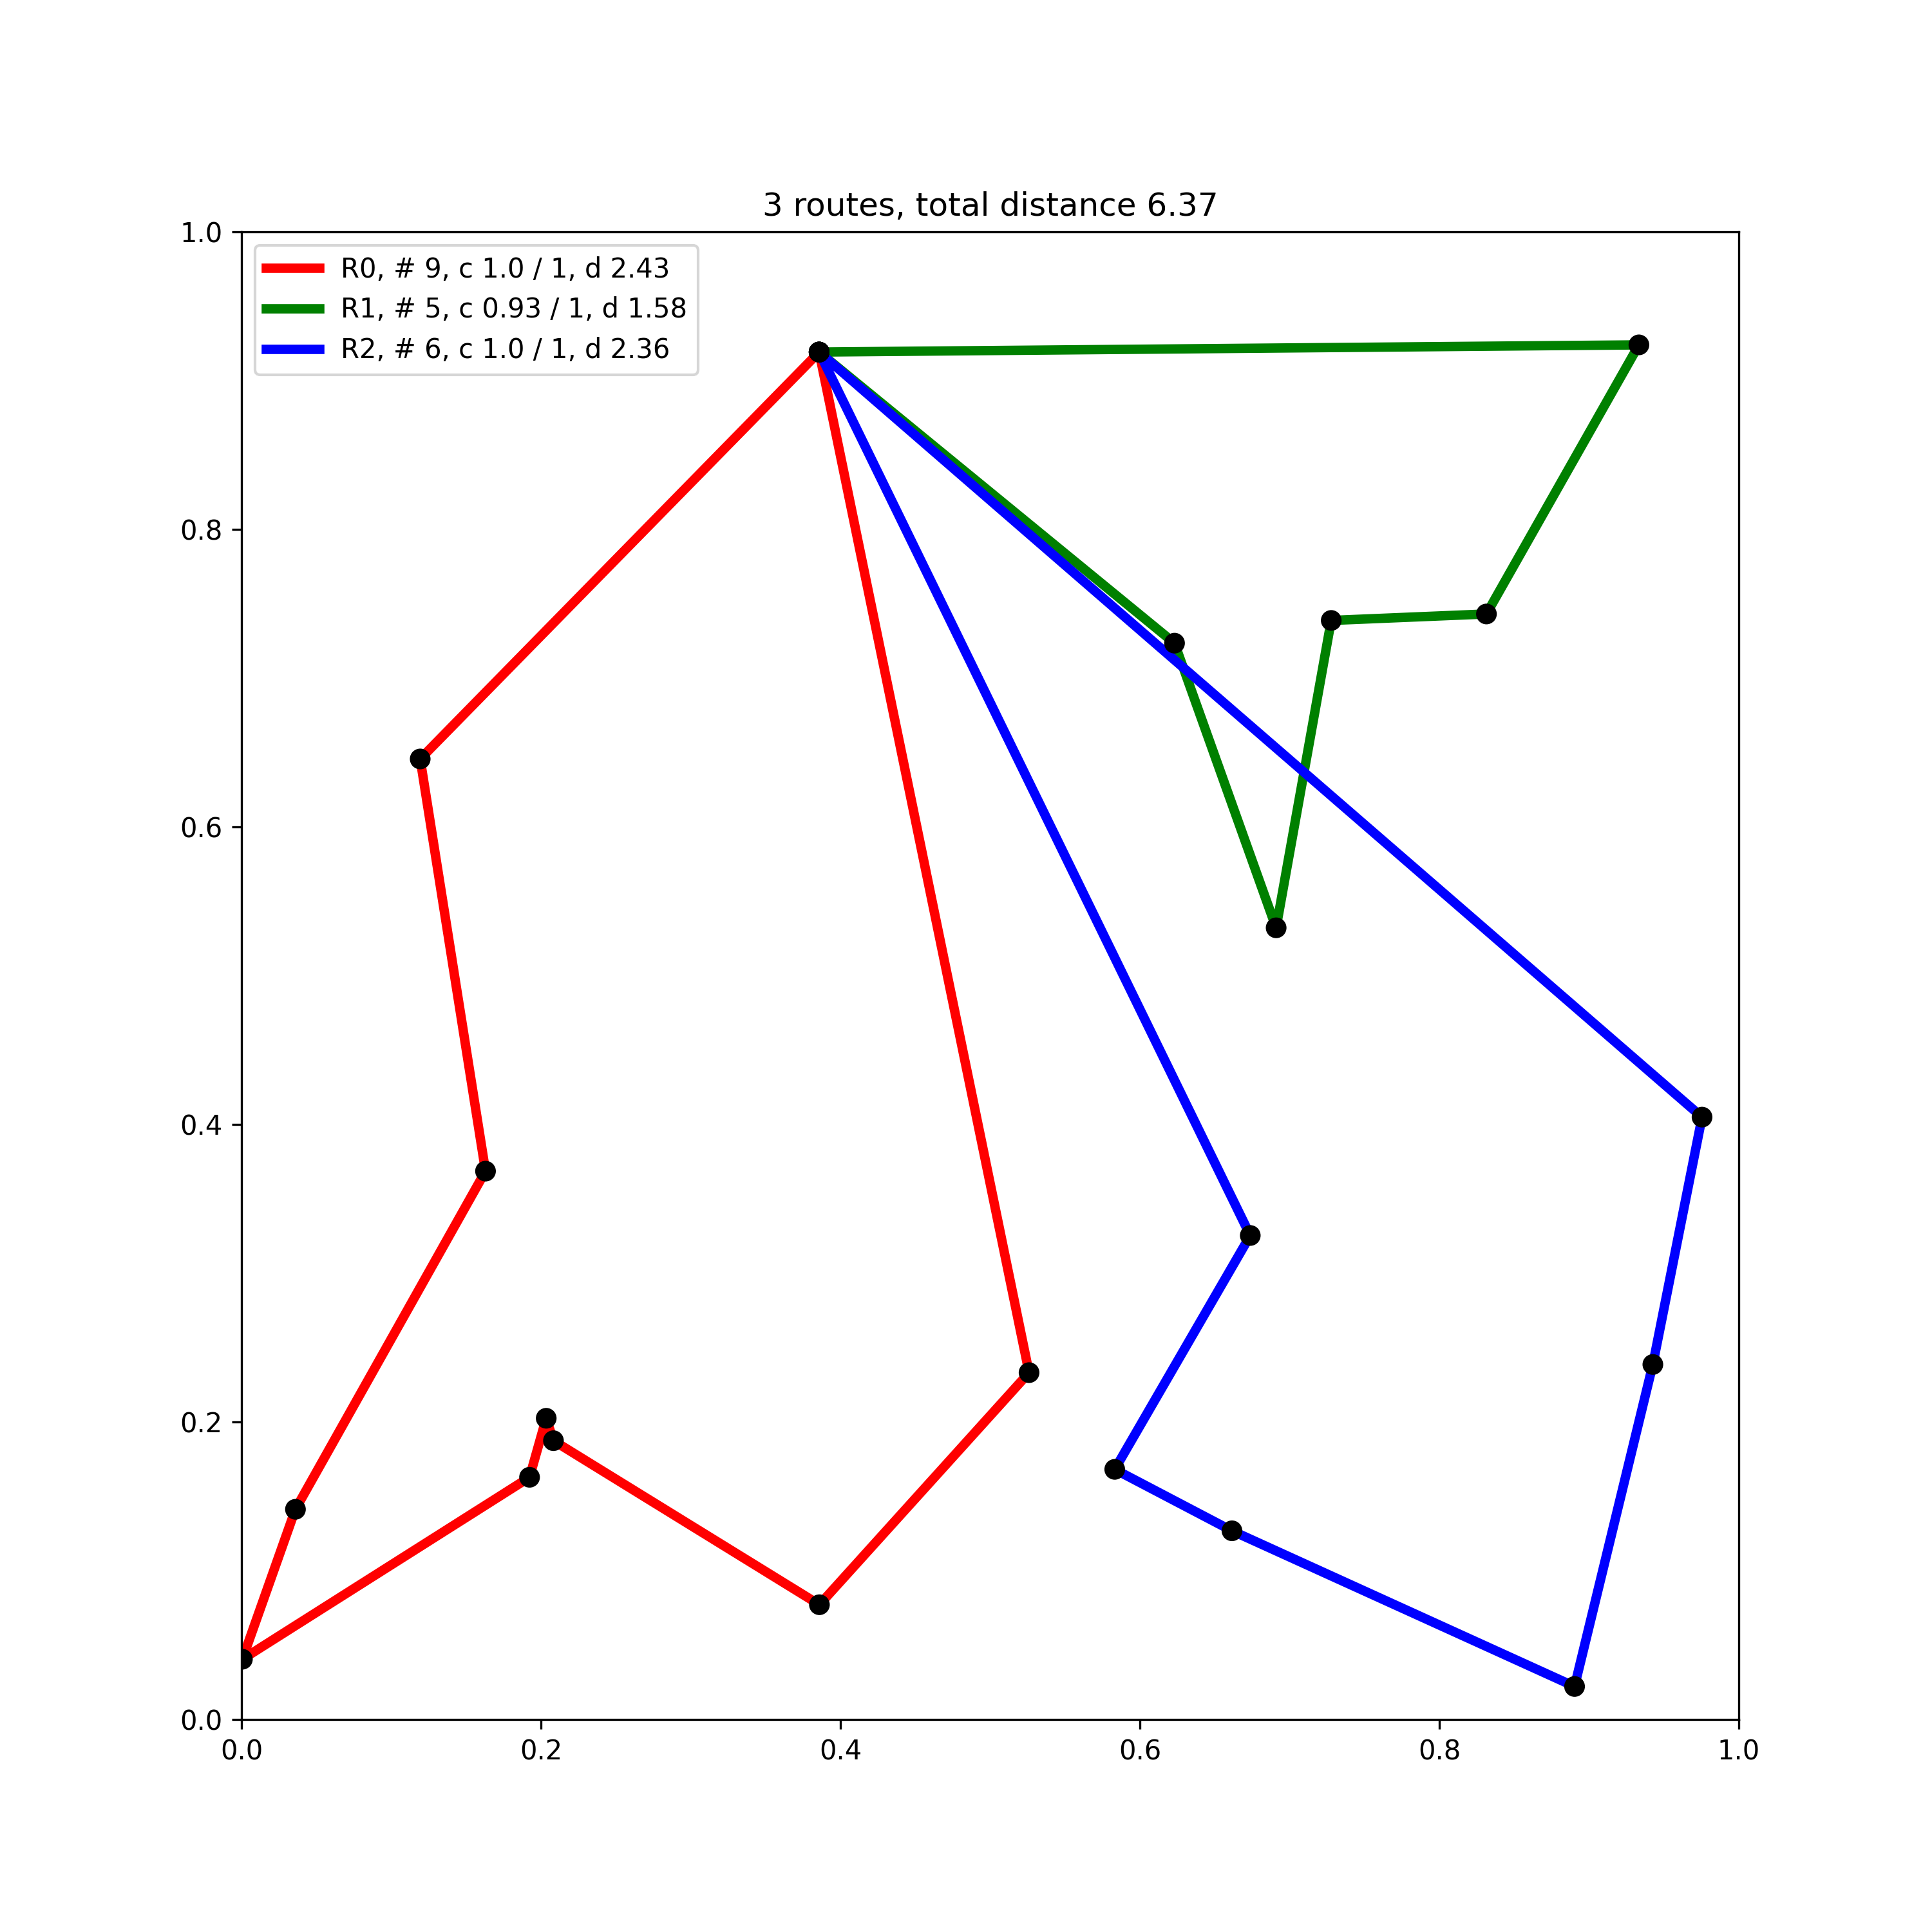 3 routes, total distance 6.37
1.0
R0, # 9, c 1.0 / 1, d 2.43
R1, # 5, c 0.93 / 1, d 1.58
R2, # 6, c 1.0 / 1, d 2.36
0.8
0.6
0.4
0.2
0.0
0.0 0.2 0.4 0.6 0.8 1.0